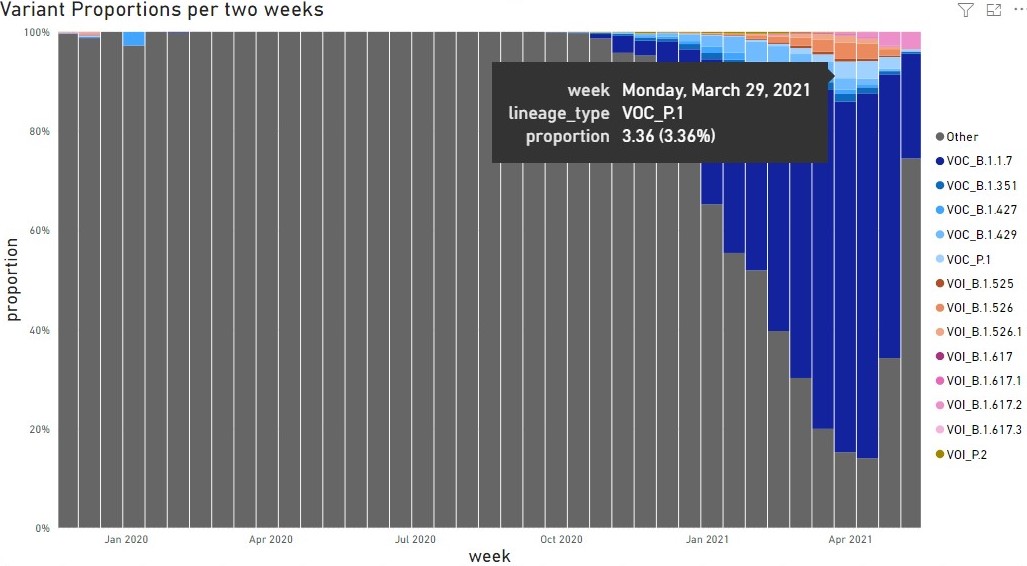 Variant Proportions per two weeks
100%
80%
60%
40%
20%
0%
proportion
week Monday, March 29, 2021
lineage_type VOC_P.1
proportion 3.36 (3.36%)
Other
VOC_B.1.1.7
VOC_B.1.351
VOC_B.1.427
VOC_B.1.429
VOC_P.1
VOI_B.1.525
VOI_B.1.526
VOI_B.1.526.1
VOI_B.1.617
VOI_B.1.617.1
VOI_B.1.617.2
VOI_B.1.617.3
VOI_P.2
Jan 2020 Apr 2020 Jul 2020 Oct 2020 Jan 2021 Apr 2021
week